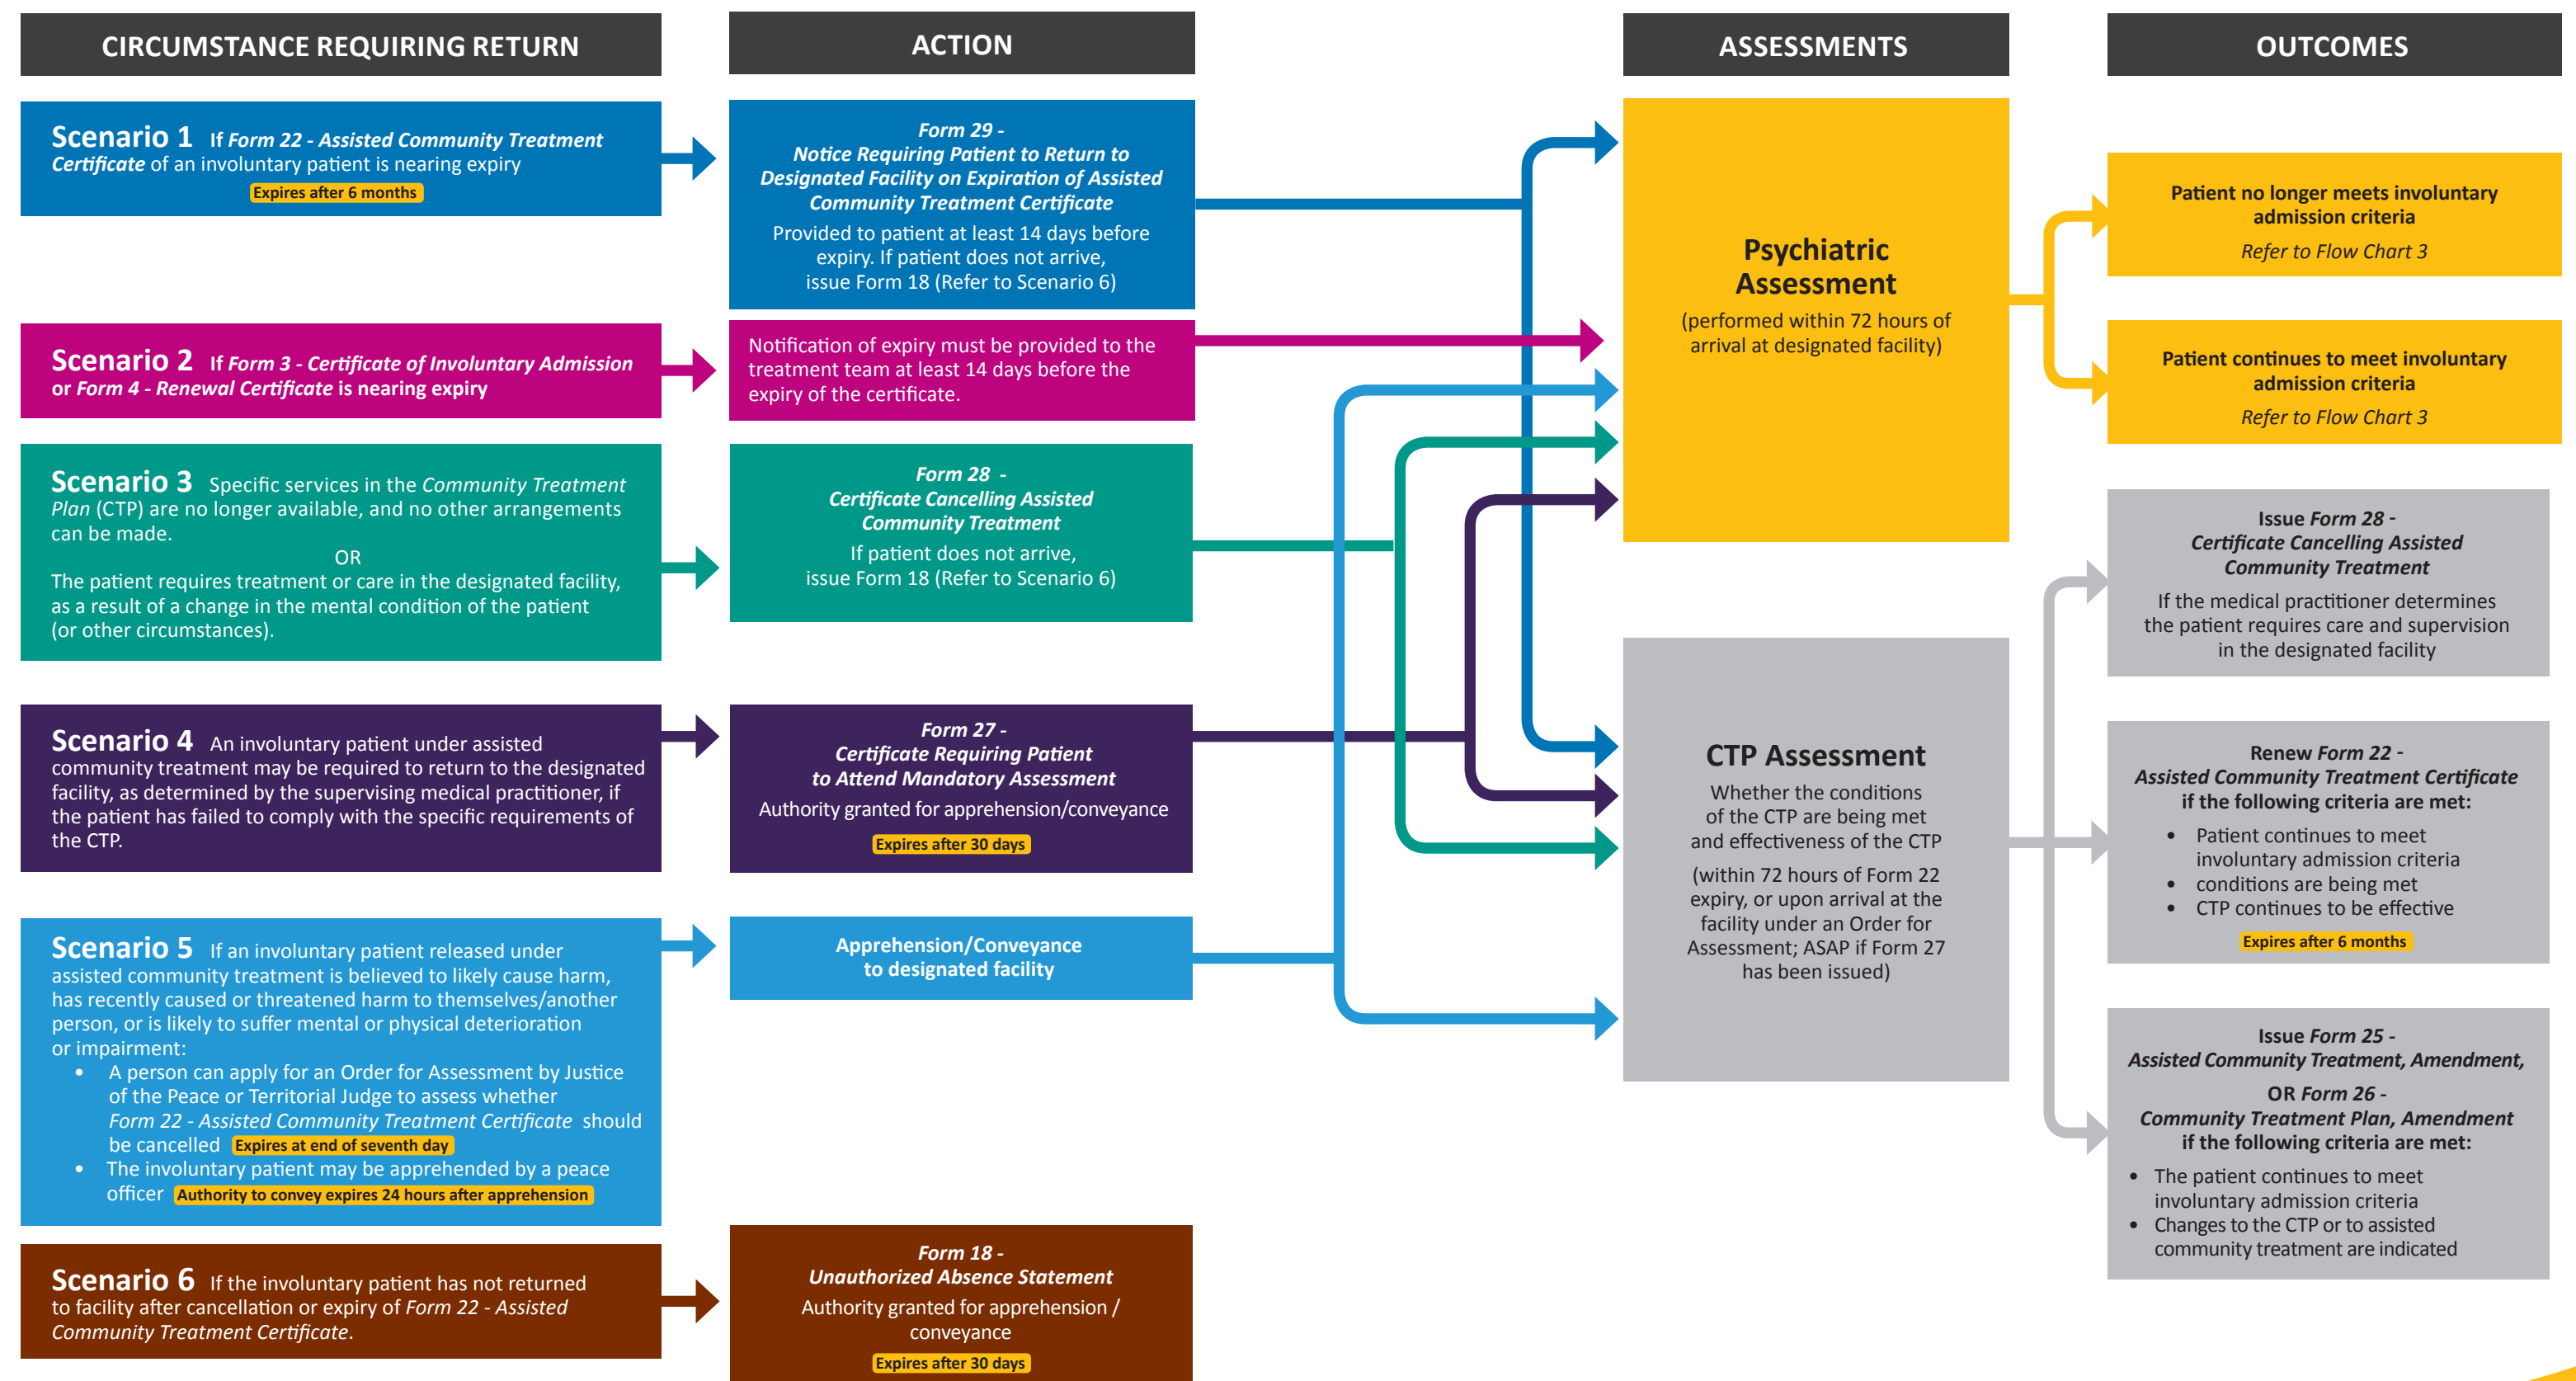 CIRCUMSTANCE REQUIRING RETURN
Scenario 1 If Form 22 - Assisted Community Treatment
Certificate of an involuntary patient is nearing expiry
Expires after 6 months
Scenario 2 If Form 3 - Certificate of Involuntary Admission
or Form 4 - Renewal Certificate is nearing expiry
Scenario 3 Specific services in the Community Treatment
Plan (CTP) are no longer available, and no other arrangements
can be made.
OR
The patient requires treatment or care in the designated facility,
as a result of a change in the mental condition of the patient
(or other circumstances).
Scenario 4 An involuntary patient under assisted
community treatment may be required to return to the designated
facility, as determined by the supervising medical practitioner, if
the patient has failed to comply with the specific requirements of
the CTP.
Scenario 5 If an involuntary patient released under
assisted community treatment is believed to likely cause harm,
has recently caused or threatened harm to themselves/another
person, or is likely to suffer mental or physical deterioration
or impairment:
• A person can apply for an Order for Assessment by Justice
of the Peace or Territorial Judge to assess whether
Form 22 - Assisted Community Treatment Certificate should
be cancelled Expires at end of seventh day
• The involuntary patient may be apprehended by a peace
officer Authority to convey expires 24 hours after apprehension
Scenario 6 If the involuntary patient has not returned
to facility after cancellation or expiry of Form 22 - Assisted
Community Treatment Certificate.
ACTION
Form 29 -
Notice Requiring Patient to Return to
Designated Facility on Expiration of Assisted
Community Treatment Certificate
Provided to patient at least 14 days before
expiry. If patient does not arrive,
issue Form 18 (Refer to Scenario 6)
Notification of expiry must be provided to the
treatment team at least 14 days before the
expiry of the certificate.
Form 28 -
Certificate Cancelling Assisted
Community Treatment
If patient does not arrive,
issue Form 18 (Refer to Scenario 6)
Form 27 -
Certificate Requiring Patient
to Attend Mandatory Assessment
Authority granted for apprehension/conveyance
Expires after 30 days
Apprehension/Conveyance
to designated facility
Form 18 -
Unauthorized Absence Statement
Authority granted for apprehension /
conveyance
Expires after 30 days
ASSESSMENTS
Psychiatric
Assessment
(performed within 72 hours of
arrival at designated facility)
CTP Assessment
Whether the conditions
of the CTP are being met
and effectiveness of the CTP
(within 72 hours of Form 22
expiry, or upon arrival at the
facility under an Order for
Assessment; ASAP if Form 27
has been issued)
OUTCOMES
Patient no longer meets involuntary
admission criteria
Refer to Flow Chart 3
Patient continues to meet involuntary
admission criteria
Refer to Flow Chart 3
Issue Form 28 -
Certificate Cancelling Assisted
Community Treatment
If the medical practitioner determines
the patient requires care and supervision
in the designated facility
Renew Form 22 -
Assisted Community Treatment Certificate
if the following criteria are met:
• Patient continues to meet
involuntary admission criteria
• conditions are being met
• CTP continues to be effective
Expires after 6 months
Issue Form 25 -
Assisted Community Treatment, Amendment,
OR Form 26 -
Community Treatment Plan, Amendment
if the following criteria are met:
• The patient continues to meet
involuntary admission criteria
• Changes to the CTP or to assisted
community treatment are indicated